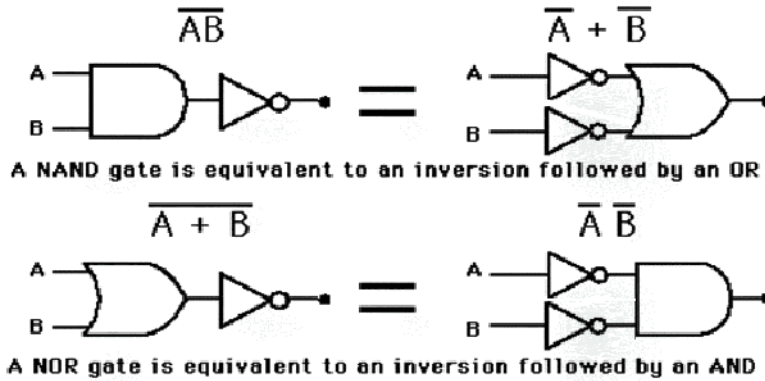 A̅B̅ A̅ + B̅
A A
B B
A NAND gate is equivalent to an inversion followed by an OR
A̅ ̅+̅ ̅B̅ A̅ B̅
A A
B B
A NOR gate is equivalent to an inversion followed by an AND